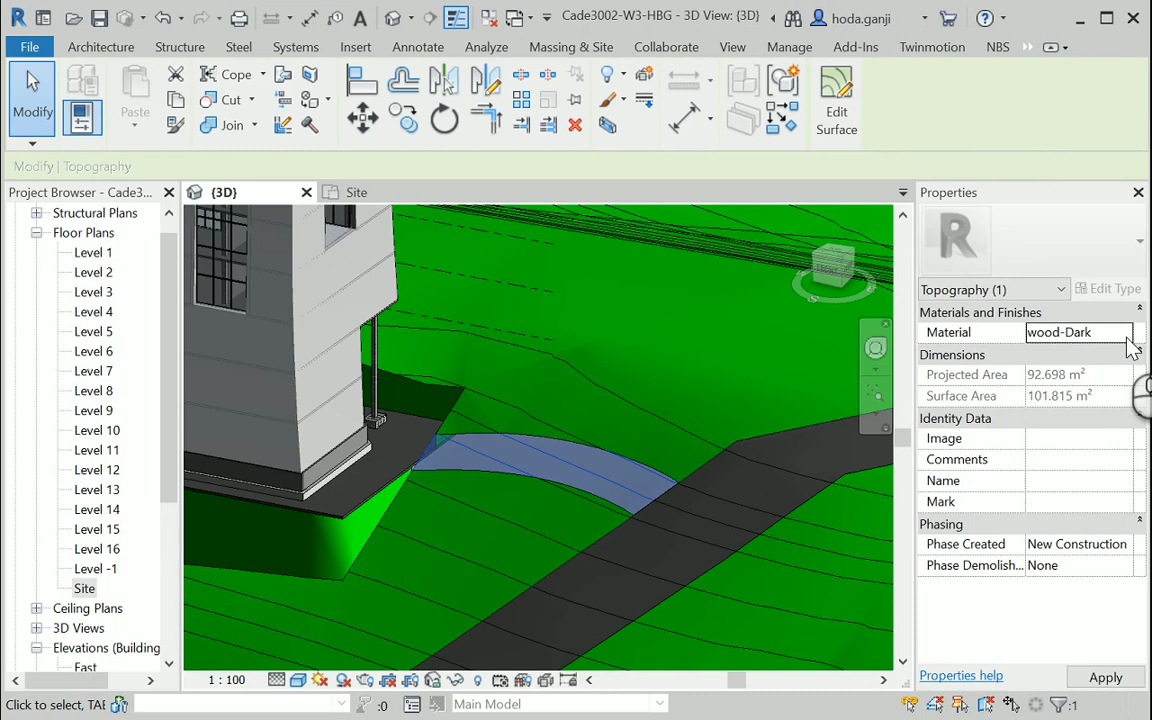 Cade3002-W3-HBG - 3D View: {3D}
hoda.ganji
File Architecture Structure Steel Systems Insert Annotate Analyze Massing & Site Collaborate View Manage Add-Ins Twinmotion NBS
Modify
Paste
Cope
Cut
Join
Edit
Surface
Modify | Topography
Project Browser - Cade3...
{3D}
Site
Properties
Structural Plans
Floor Plans
Level 1
Level 2
Level 3
Level 4
Level 5
Level 6
Level 7
Level 8
Level 9
Level 10
Level 11
Level 12
Level 13
Level 14
Level 15
Level 16
Level -1
Site
Ceiling Plans
3D Views
Elevations (Building
East
R
Topography (1)
Edit Type
Materials and Finishes
Material wood-Dark
Dimensions
Projected Area 92.698 m²
Surface Area 101.815 m²
Identity Data
Image
Comments
Name
Mark
Phasing
Phase Created New Construction
Phase Demolish... None
Properties help
Apply
1 : 100
Click to select, TAE
:0
Main Model
:1